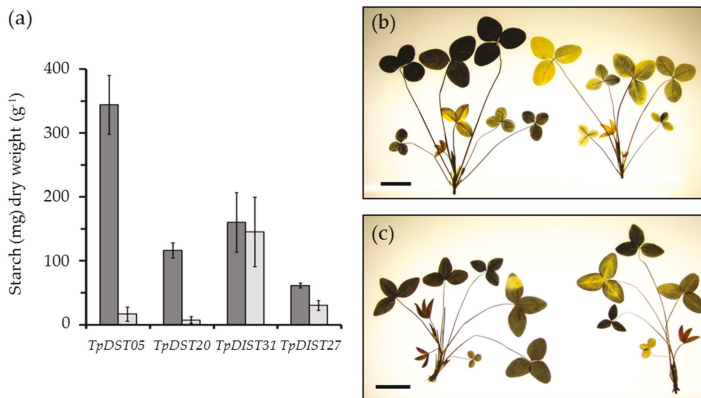 (a)
Starch (mg) dry weight (g⁻¹)
400
300
200
100
0
TpDST05 TpDST20 TpDIST31 TpDIST27
(b)
(c)